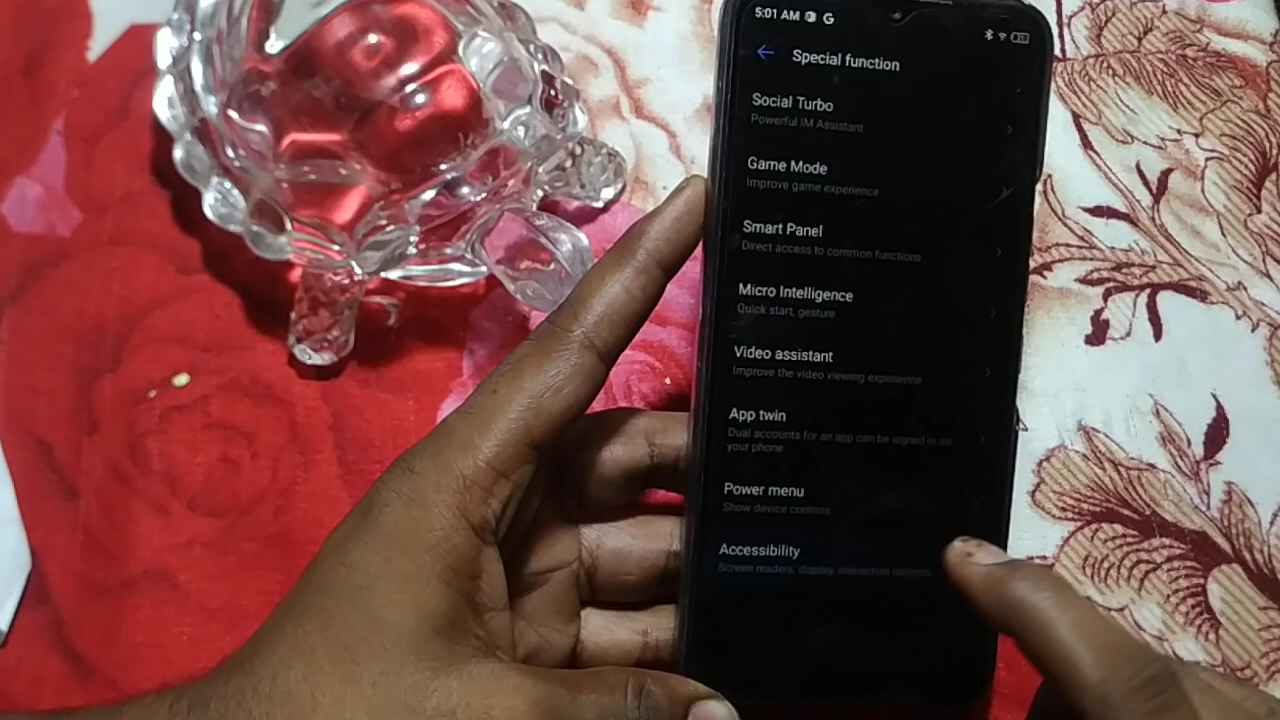 5:01 AM G
21
Special function
Social Turbo
Powerful IM Assistant
Game Mode
Improve game experience
Smart Panel
Direct access to common functions
Micro Intelligence
Quick start, gesture
Video assistant
Improve the video viewing experience
App twin
Dual accounts for an app can be signed in on
your phone
Power menu
Show device controls
Accessibility
Screen readers, display, interaction controls